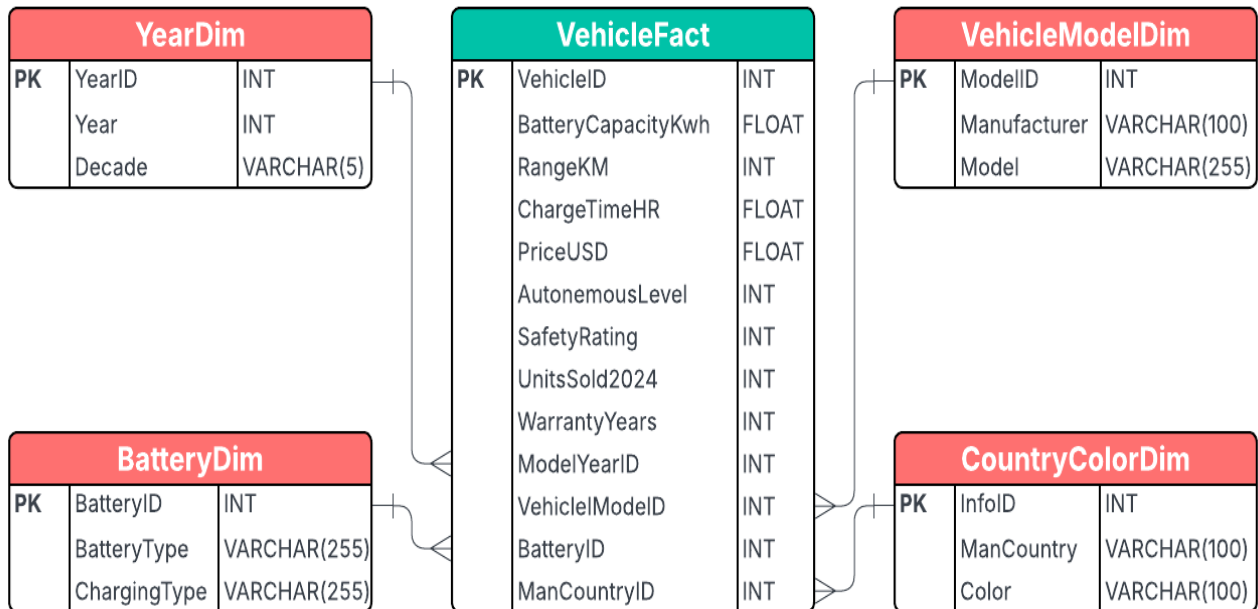 YearDim
PK YearID INT
Year INT
Decade VARCHAR(5)
VehicleFact
PK VehicleID INT
BatteryCapacityKwh FLOAT
RangeKM INT
ChargeTimeHR FLOAT
PriceUSD FLOAT
AutonemousLevel INT
SafetyRating INT
UnitsSold2024 INT
WarrantyYears INT
ModelYearID INT
VehicleIModelID INT
BatteryID INT
ManCountryID INT
VehicleModelDim
PK ModelID INT
Manufacturer VARCHAR(100)
Model VARCHAR(255)
BatteryDim
PK BatteryID INT
BatteryType VARCHAR(255)
ChargingType VARCHAR(255)
CountryColorDim
PK InfoID INT
ManCountry VARCHAR(100)
Color VARCHAR(100)